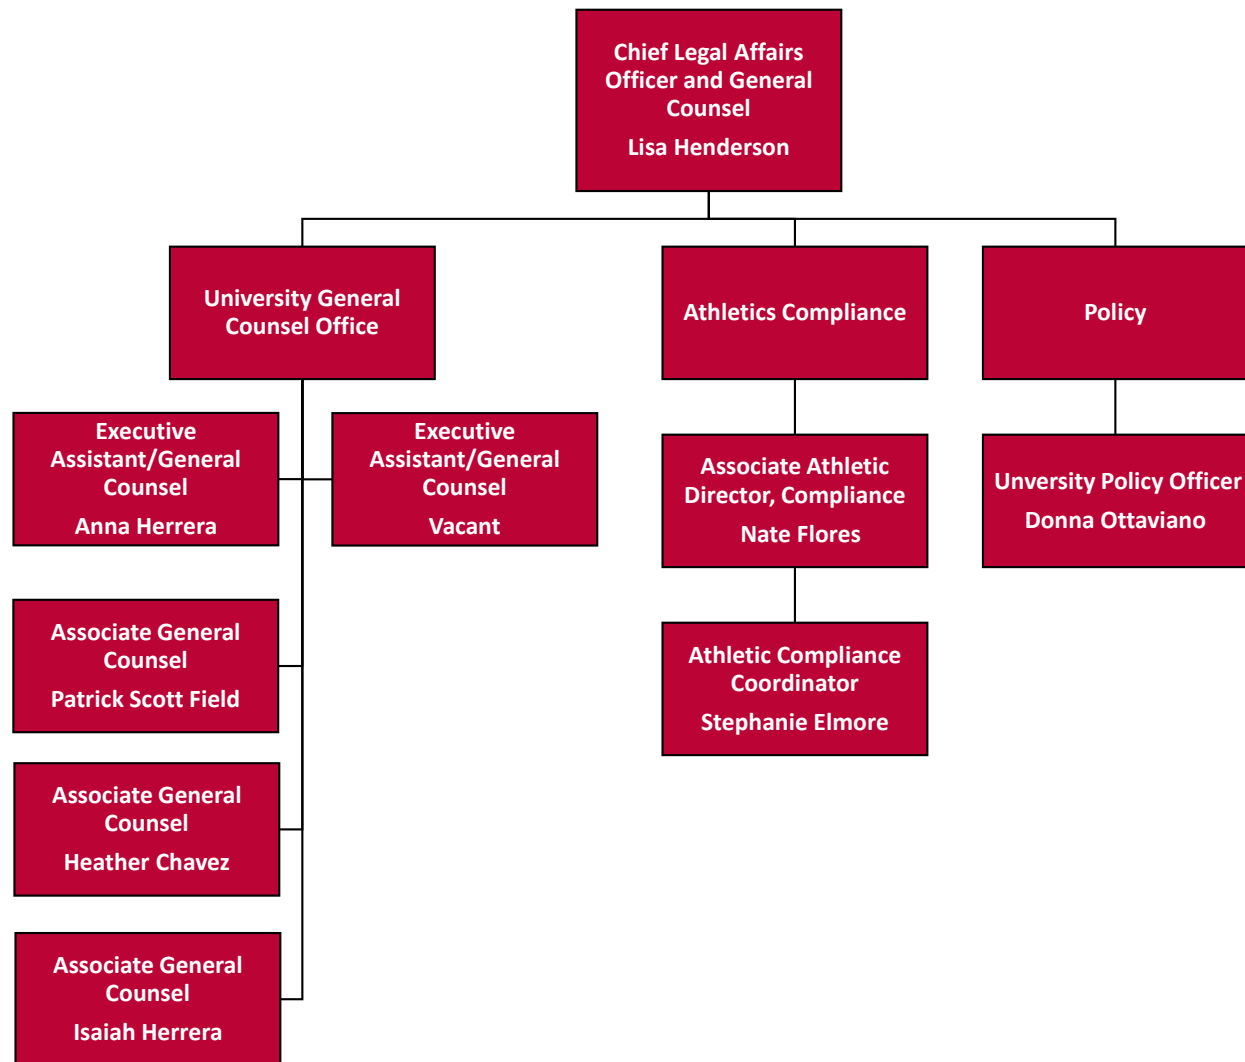 Chief Legal Affairs
Officer and General
Counsel
Lisa Henderson
University General
Counsel Office
Athletics Compliance
Policy
Executive
Assistant/General
Counsel
Anna Herrera
Executive
Assistant/General
Counsel
Vacant
Associate Athletic
Director, Compliance
Nate Flores
Unversity Policy Officer
Donna Ottaviano
Associate General
Counsel
Patrick Scott Field
Athletic Compliance
Coordinator
Stephanie Elmore
Associate General
Counsel
Heather Chavez
Associate General
Counsel
Isaiah Herrera